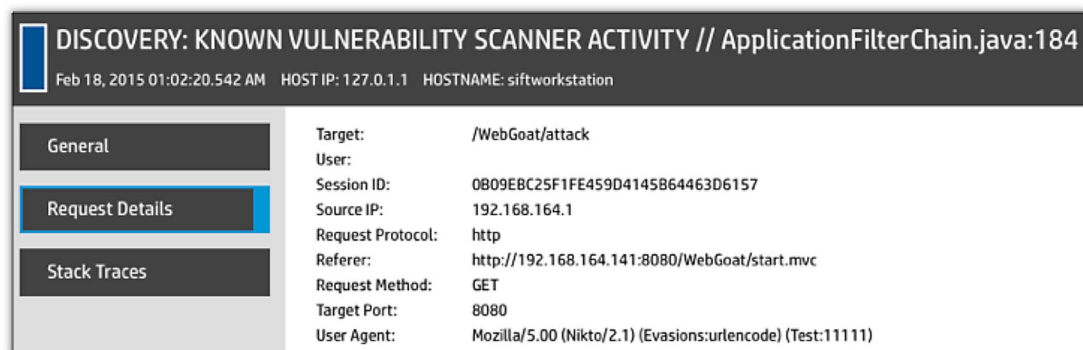 DISCOVERY: KNOWN VULNERABILITY SCANNER ACTIVITY // ApplicationFilterChain.java:184
Feb 18, 2015 01:02:20.542 AM HOST IP: 127.0.1.1 HOSTNAME: siftworkstation
General
Request Details
Stack Traces
Target: /WebGoat/attack
User:
Session ID: 0B09EBC25F1FE459D4145B64463D6157
Source IP: 192.168.164.1
Request Protocol: http
Referer: http://192.168.164.141:8080/WebGoat/start.mvc
Request Method: GET
Target Port: 8080
User Agent: Mozilla/5.00 (Nikto/2.1) (Evasions:urlencode) (Test:11111)